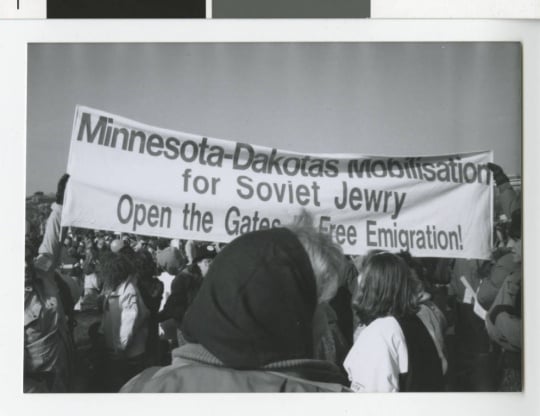 Minnesota-Dakotas Mobilisation
for Soviet Jewry
Open the Gates Free Emigration!